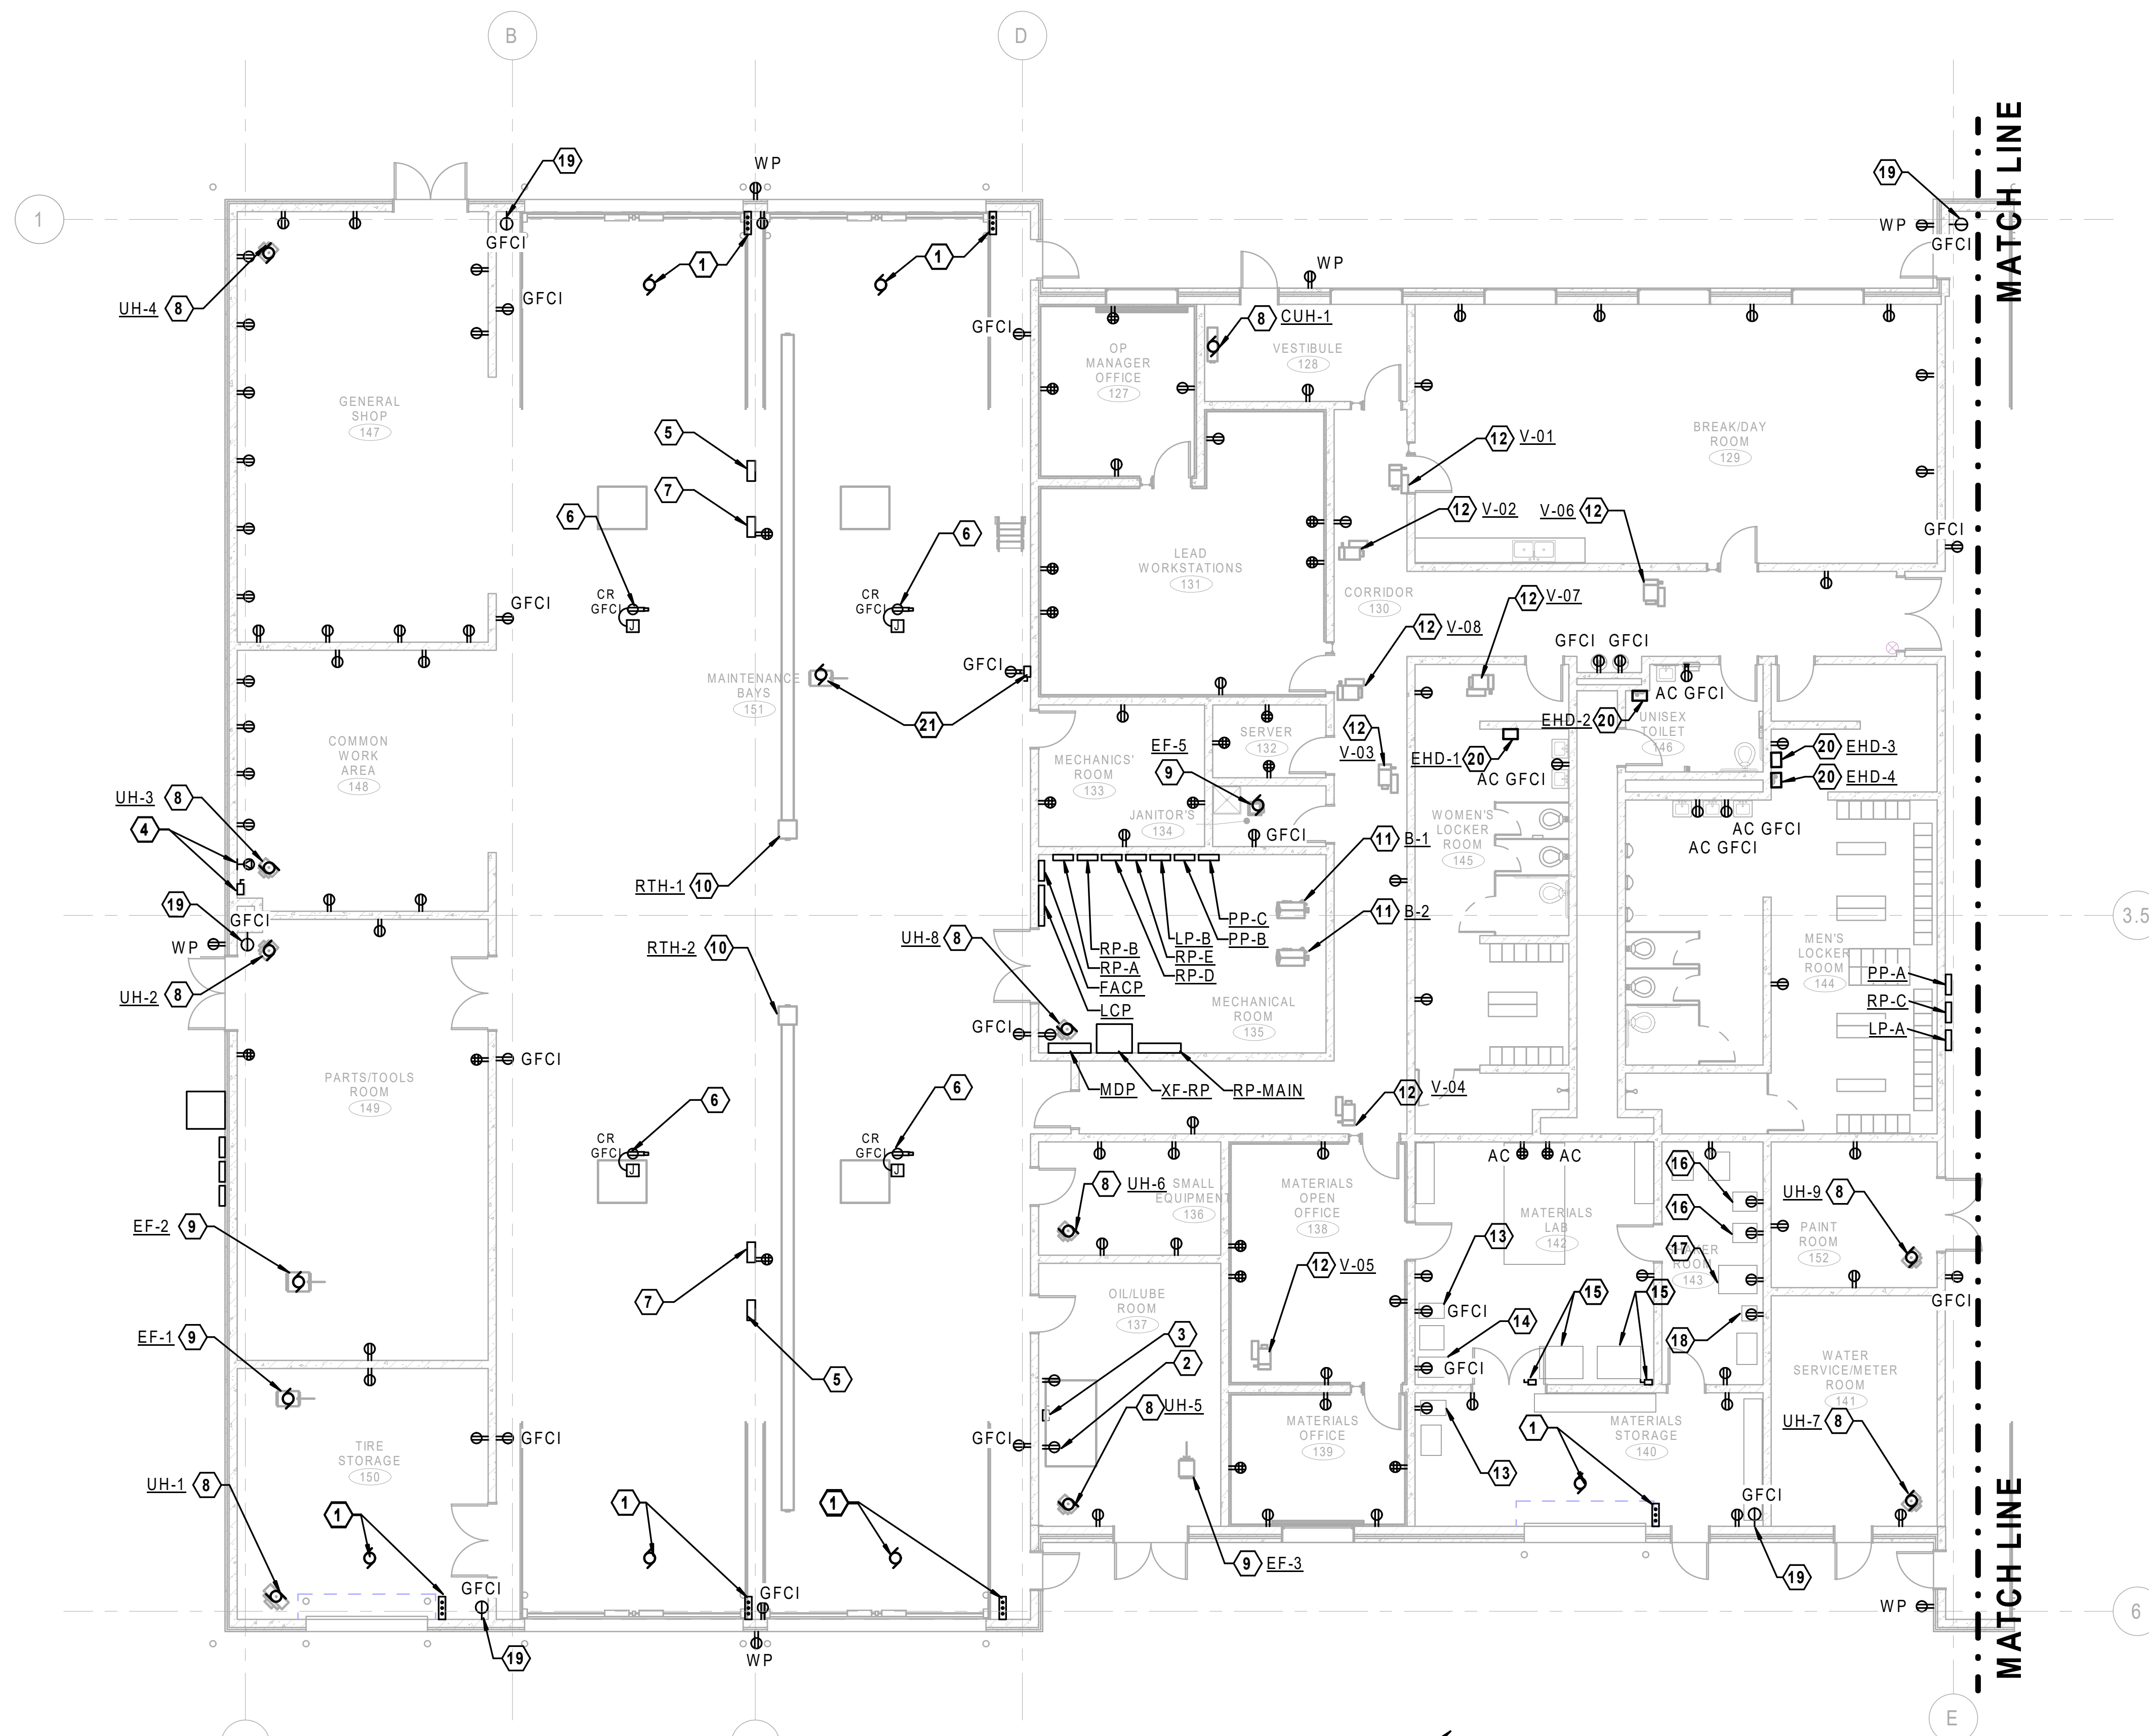 B
D
MATCH LINE
19
WP
19
1
GFCI
WP
GFCI
1
1
WP
UH-4
8
GFCI
GFCI
8
CUH-1
OP
MANAGER
OFFICE
127
VESTIBULE
128
GENERAL
SHOP
147
5
12
V-01
BREAK/DAY
ROOM
129
7
6
6
12
V-02
V-06
12
GFCI
LEAD
WORKSTATIONS
131
CR
GFCI
J
CR
GFCI
J
GFCI
CORRIDOR
130
12
V-07
12
V-08
GFCI
GFCI
GFCI
MAINTENANCE
BAYS
151
AC GFCI
21
EHD-2
20
UNISEX
TOILET
146
COMMON
WORK
AREA
148
SERVER
132
EF-5
12
V-03
EHD-1
20
AC GFCI
20
EHD-3
20
EHD-4
MECHANICS'
ROOM
133
9
UH-3
8
4
JANITOR'S
134
GFCI
WOMEN'S
LOCKER
ROOM
145
AC GFCI
AC GFCI
11
B-1
RTH-1
10
19
GFCI
11
B-2
3.5
WP
PP-C
PP-B
LP-B
RP-E
RP-D
RP-B
RP-A
FACP
LCP
RTH-2
10
UH-8
8
MEN'S
LOCKER
ROOM
144
UH-2
8
PP-A
RP-C
LP-A
MECHANICAL
ROOM
135
GFCI
GFCI
PARTS/TOOLS
ROOM
149
MDP
XF-RP
RP-MAIN
12
V-04
6
6
CR
GFCI
J
CR
GFCI
J
AC
AC
16
8
UH-6
SMALL
EQUIPMENT
136
MATERIALS
OPEN
OFFICE
138
MATERIALS
LAB
142
16
UH-9
8
PAINT
ROOM
152
EF-2
9
13
17
ROOM
143
12
V-05
7
OIL/LUBE
ROOM
137
GFCI
15
15
GFCI
EF-1
9
3
14
18
2
GFCI
5
WATER
SERVICE/METER
ROOM
141
8
UH-5
GFCI
GFCI
MATERIALS
OFFICE
139
1
MATERIALS
STORAGE
140
UH-7
8
TIRE
STORAGE
150
13
UH-1
8
1
1
1
GFCI
9
EF-3
19
GFCI
GFCI
WP
6
19
WP
MATCH LINE
E